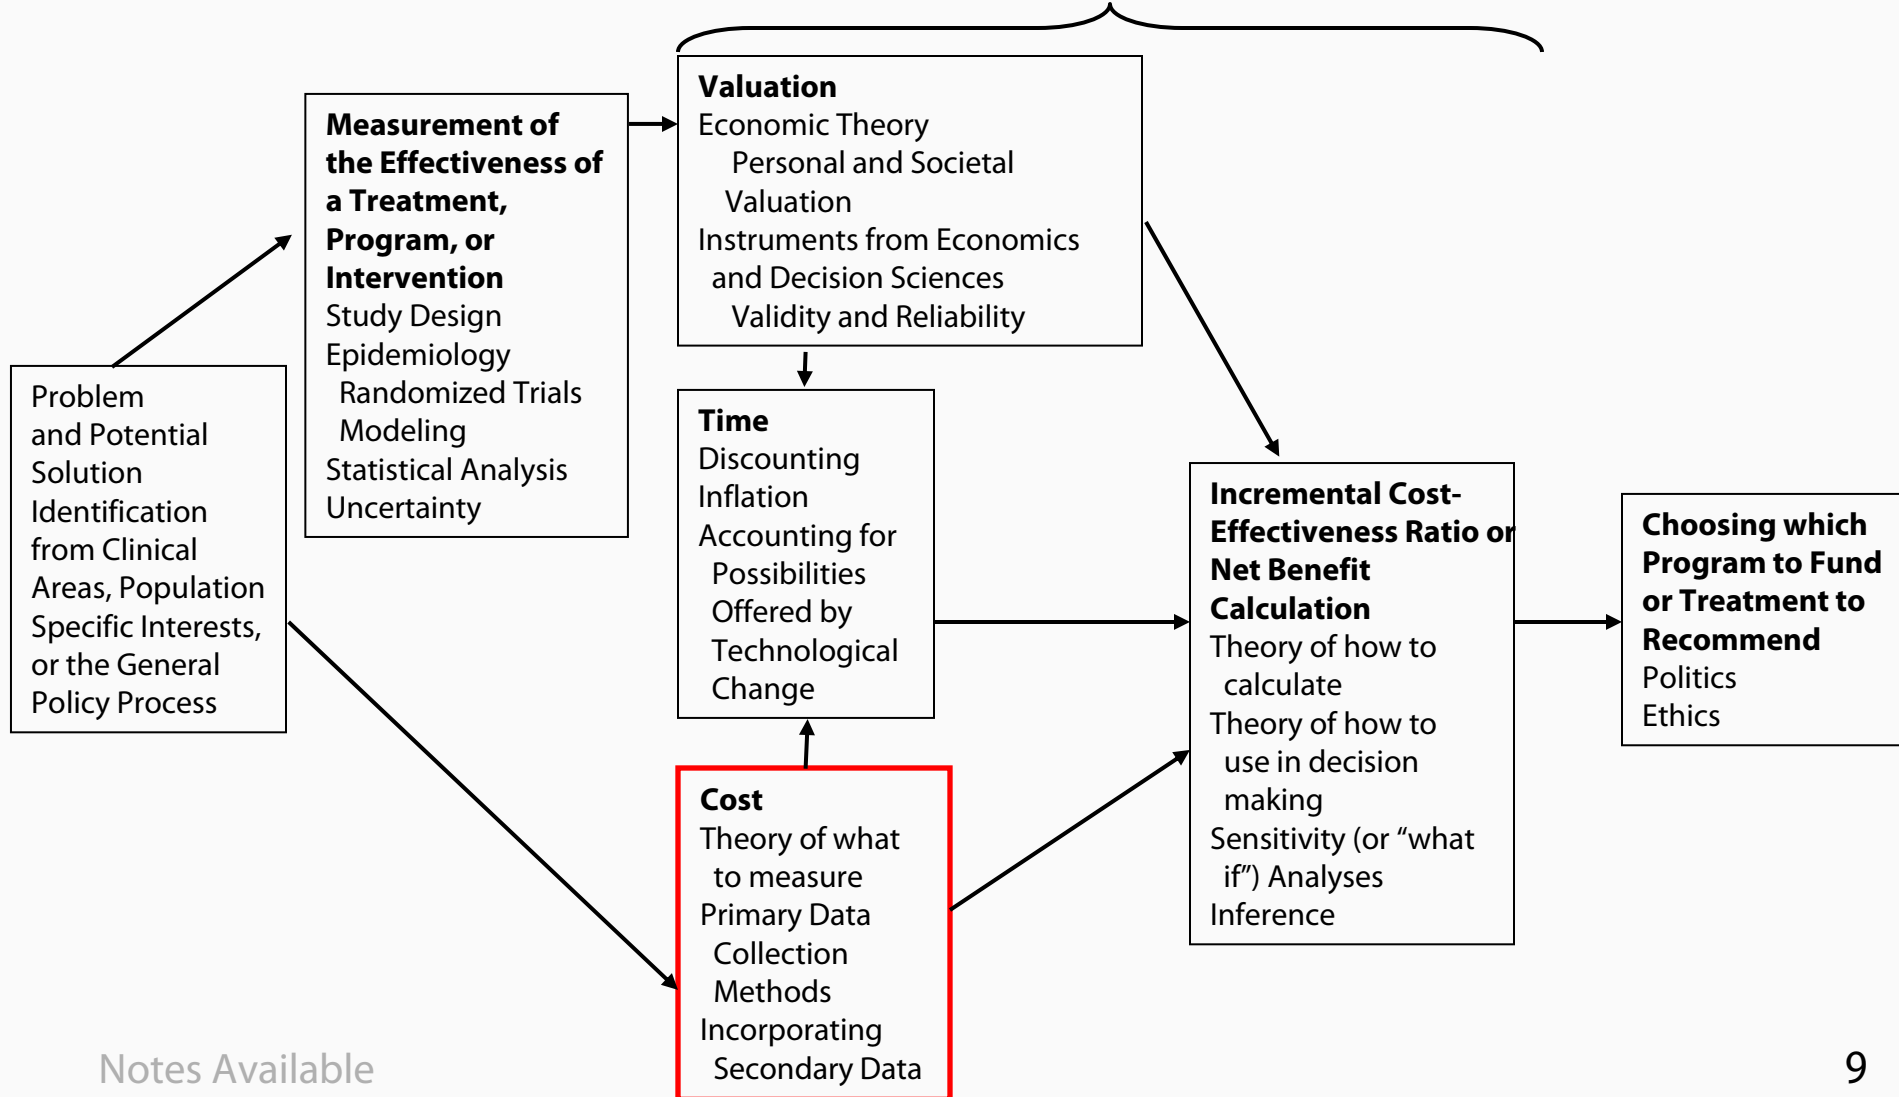 Problem
and Potential
Solution
Identification
from Clinical
Areas, Population
Specific Interests,
or the General
Policy Process
Measurement of
the Effectiveness of
a Treatment,
Program, or
Intervention
Study Design
Epidemiology
Randomized Trials
Modeling
Statistical Analysis
Uncertainty
Valuation
Economic Theory
Personal and Societal
Valuation
Instruments from Economics
and Decision Sciences
Validity and Reliability
Time
Discounting
Inflation
Accounting for
Possibilities
Offered by
Technological
Change
Cost
Theory of what
to measure
Primary Data
Collection
Methods
Incorporating
Secondary Data
Incremental Cost-
Effectiveness Ratio or
Net Benefit
Calculation
Theory of how to
calculate
Theory of how to
use in decision
making
Sensitivity (or “what
if”) Analyses
Inference
Choosing which
Program to Fund
or Treatment to
Recommend
Politics
Ethics
Notes Available
9